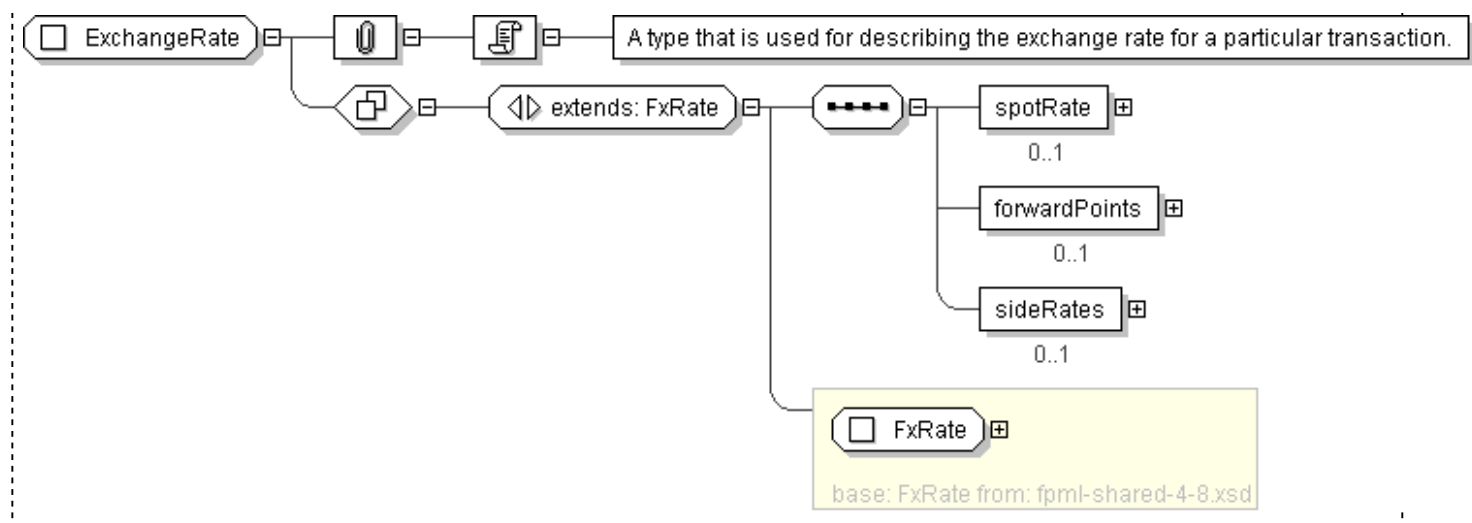 ExchangeRate
A type that is used for describing the exchange rate for a particular transaction.
extends: FxRate
spotRate
0..1
forwardPoints
0..1
sideRates
0..1
FxRate
base: FxRate from: fpml-shared-4-8.xsd